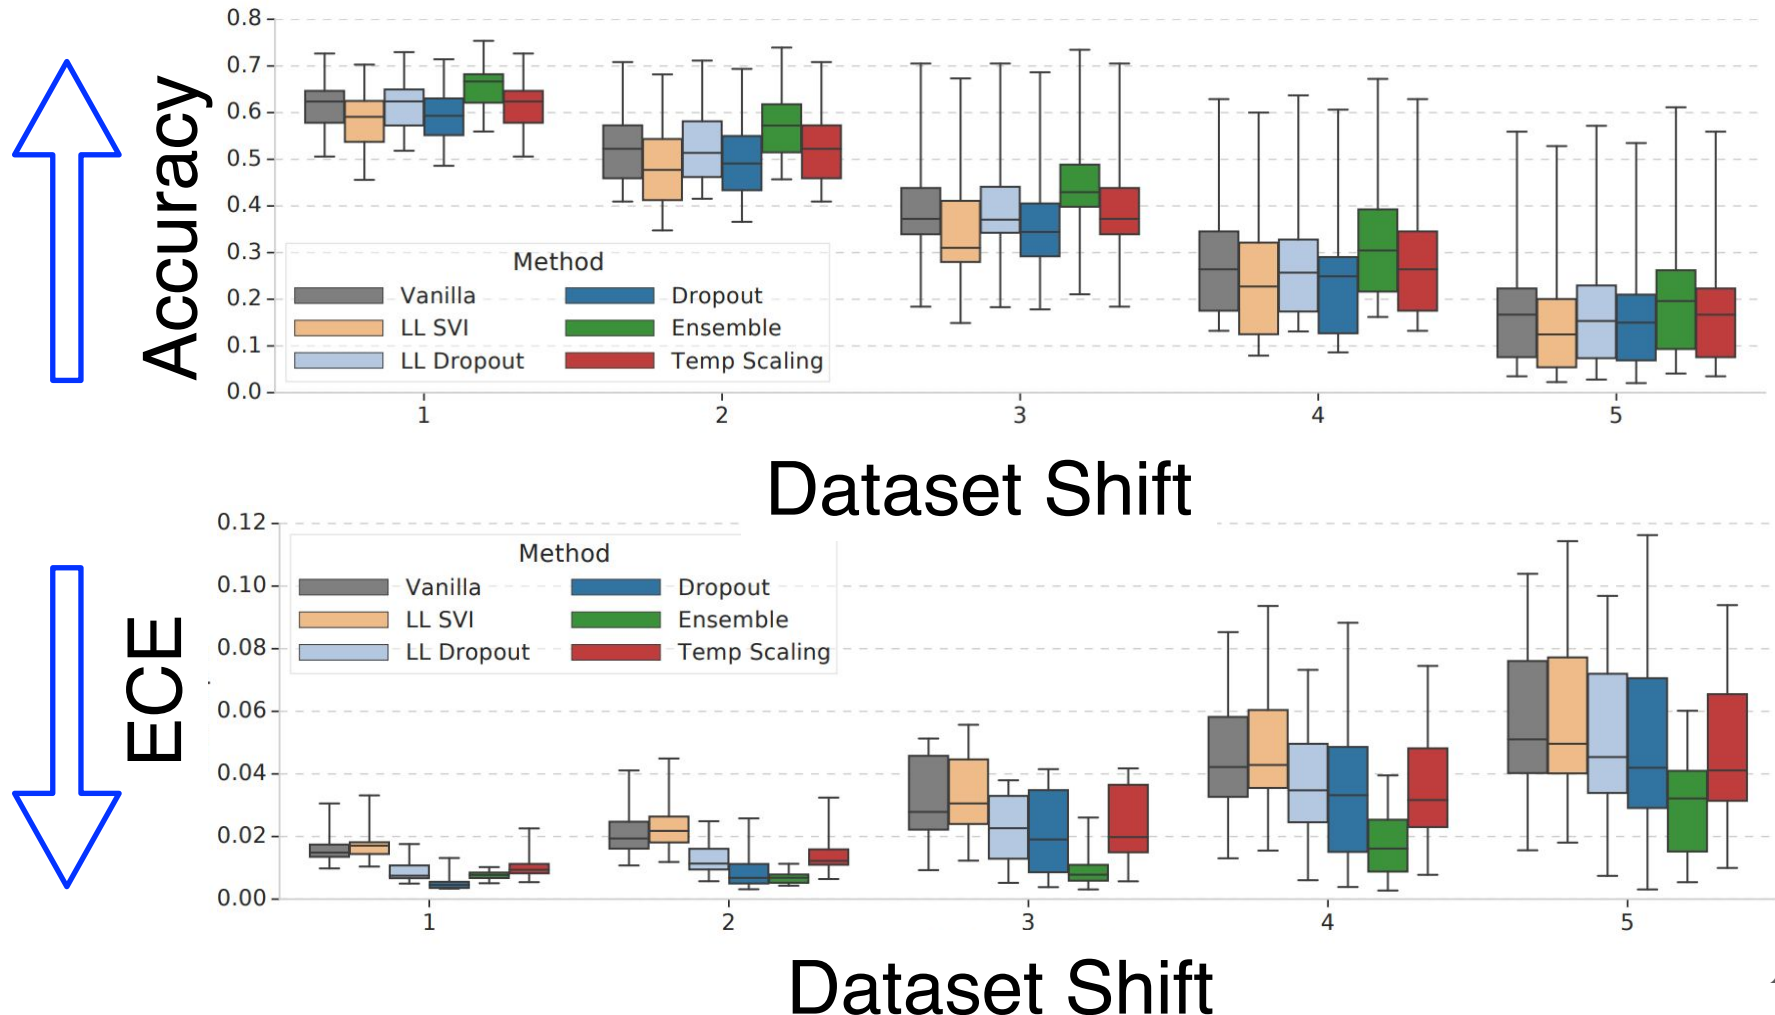 Accuracy
0.8
0.7
0.6
0.5
0.4
0.3
0.2
0.1
0.0
Method
Vanilla Dropout
LL SVI Ensemble
LL Dropout Temp Scaling
1 2 3 4 5
Dataset Shift
ECE
0.12
0.10
0.08
0.06
0.04
0.02
0.00
Method
Vanilla Dropout
LL SVI Ensemble
LL Dropout Temp Scaling
1 2 3 4 5
Dataset Shift